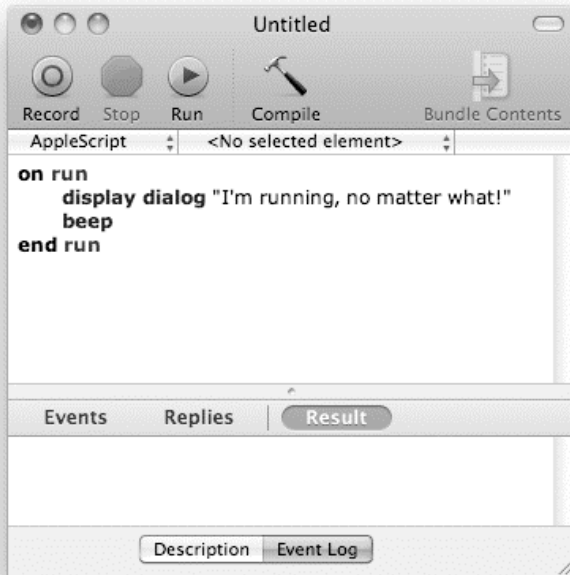 Untitled
Record Stop Run Compile Bundle Contents
AppleScript <No selected element>
on run
display dialog "I'm running, no matter what!"
beep
end run
Events Replies Result
Description Event Log